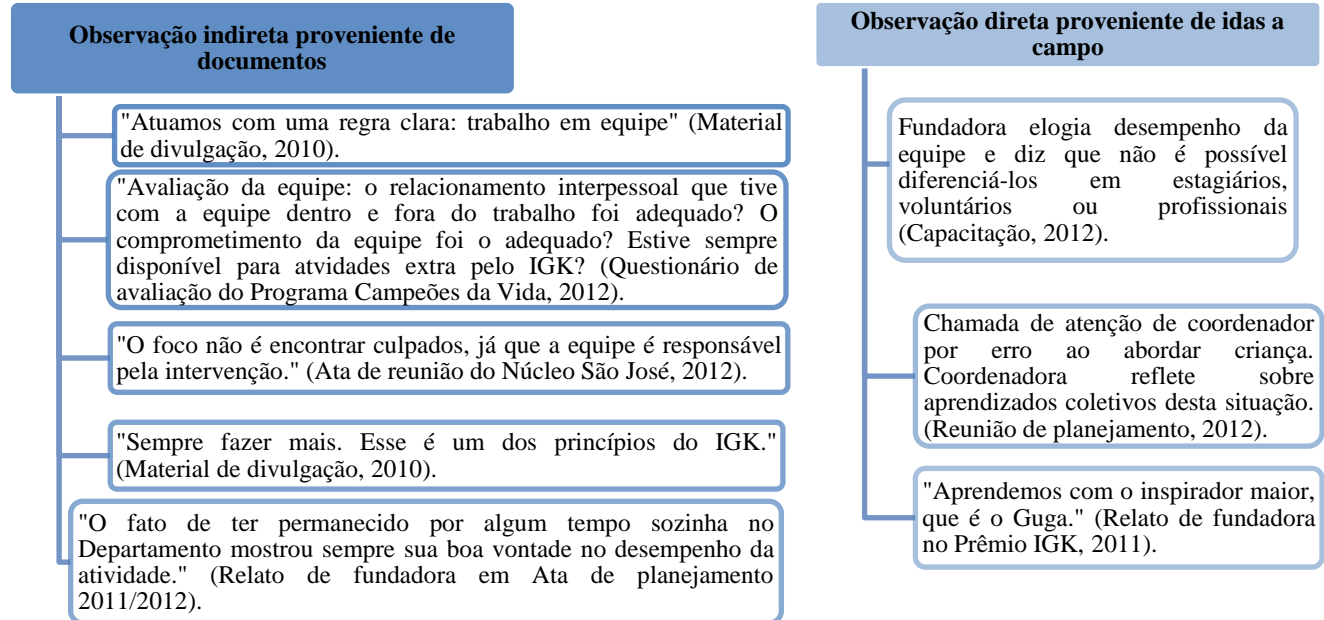 Observação indireta proveniente de
documentos
"Atuamos com uma regra clara: trabalho em equipe" (Material
de divulgação, 2010).
"Avaliação da equipe: o relacionamento interpessoal que tive
com a equipe dentro e fora do trabalho foi adequado? O
comprometimento da equipe foi o adequado? Estive sempre
disponível para atvidades extra pelo IGK? (Questionário de
avaliação do Programa Campeões da Vida, 2012).
"O foco não é encontrar culpados, já que a equipe é responsável
pela intervenção." (Ata de reunião do Núcleo São José, 2012).
"Sempre fazer mais. Esse é um dos princípios do IGK."
(Material de divulgação, 2010).
"O fato de ter permanecido por algum tempo sozinha no
Departamento mostrou sempre sua boa vontade no desempenho da
atividade." (Relato de fundadora em Ata de planejamento
2011/2012).
Observação direta proveniente de idas a
campo
Fundadora elogia desempenho da
equipe e diz que não é possível
diferenciá-los em estagiários,
voluntários ou profissionais
(Capacitação, 2012).
Chamada de atenção de coordenador
por erro ao abordar criança.
Coordenadora reflete sobre
aprendizados coletivos desta situação.
(Reunião de planejamento, 2012).
"Aprendemos com o inspirador maior,
que é o Guga." (Relato de fundadora
no Prêmio IGK, 2011).